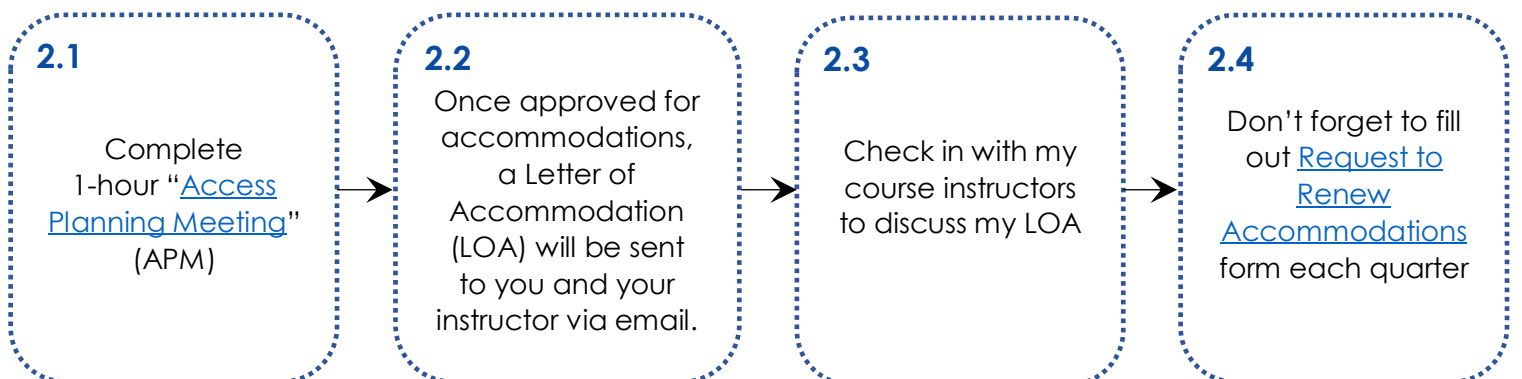 2.1
Complete
1-hour “Access
Planning Meeting”
(APM)
2.2
Once approved for
accommodations,
a Letter of
Accommodation
(LOA) will be sent
to you and your
instructor via email.
2.3
Check in with my
course instructors
to discuss my LOA
2.4
Don’t forget to fill
out Request to
Renew
Accommodations
form each quarter